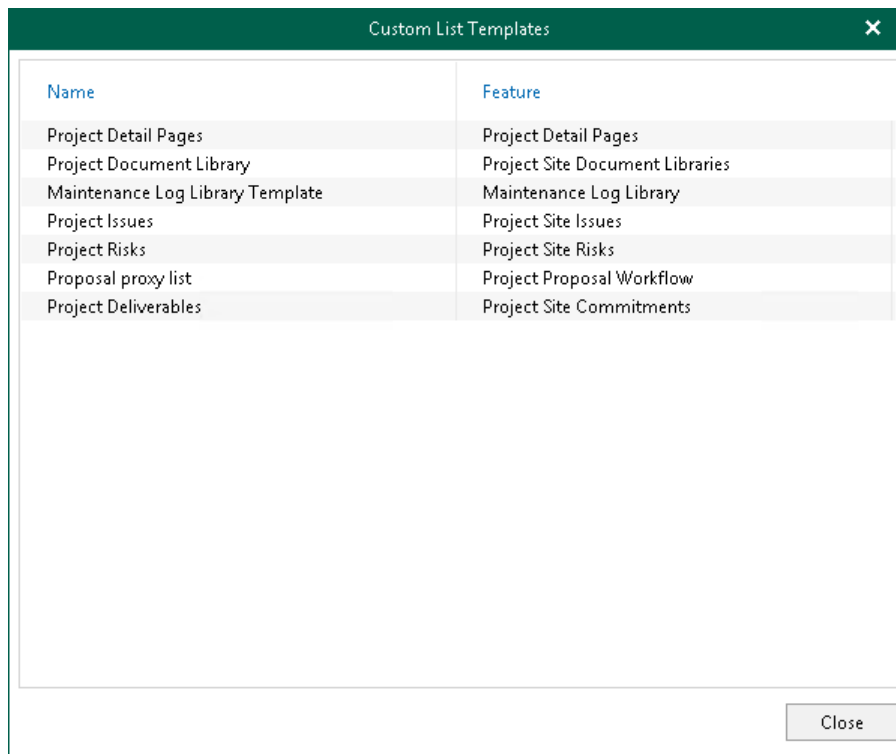 Custom List Templates
Name Feature
Project Detail Pages Project Detail Pages
Project Document Library Project Site Document Libraries
Maintenance Log Library Template Maintenance Log Library
Project Issues Project Site Issues
Project Risks Project Site Risks
Proposal proxy list Project Proposal Workflow
Project Deliverables Project Site Commitments
Close